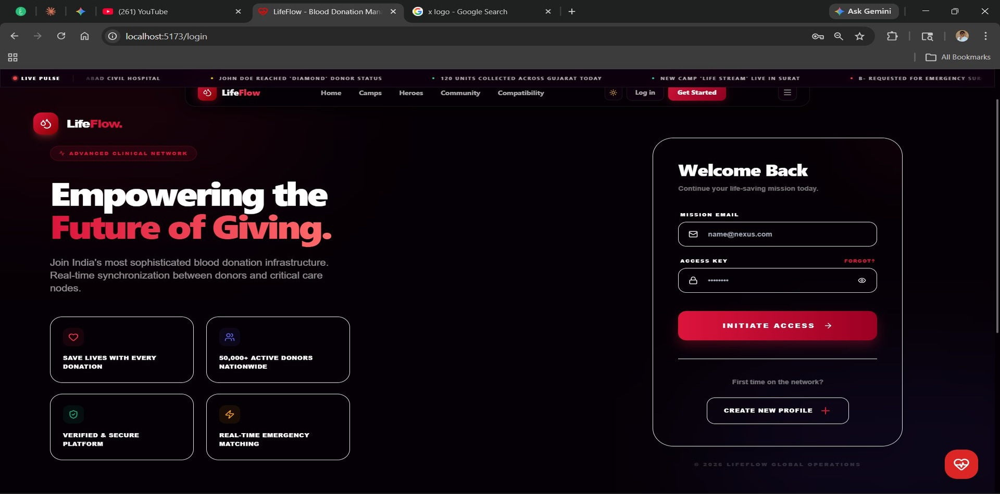 (261) YouTube
LifeFlow - Blood Donation Man
x logo - Google Search
Ask Gemini
localhost:5173/login
All Bookmarks
LIVE PULSE
ABAD CIVIL HOSPITAL
• JOHN DOE REACHED 'DIAMOND' DONOR STATUS
• 120 UNITS COLLECTED ACROSS GUJARAT TODAY
• NEW CAMP 'LIFE STREAM' LIVE IN SURAT
• B- REQUESTED FOR EMERGENCY SUR
LifeFlow
Home
Camps
Heroes
Community
Compatibility
Log in
Get Started
LifeFlow.
ADVANCED CLINICAL NETWORK
Empowering the
Future of Giving.
Join India's most sophisticated blood donation infrastructure.
Real-time synchronization between donors and critical care
nodes.
SAVE LIVES WITH EVERY
DONATION
50,000+ ACTIVE DONORS
NATIONWIDE
VERIFIED & SECURE
PLATFORM
REAL-TIME EMERGENCY
MATCHING
Welcome Back
Continue your life-saving mission today.
MISSION EMAIL
name@nexus.com
ACCESS KEY
FORGOT?
••••••••
INITIATE ACCESS
First time on the network?
CREATE NEW PROFILE
© 2026 LIFEFLOW GLOBAL OPERATIONS